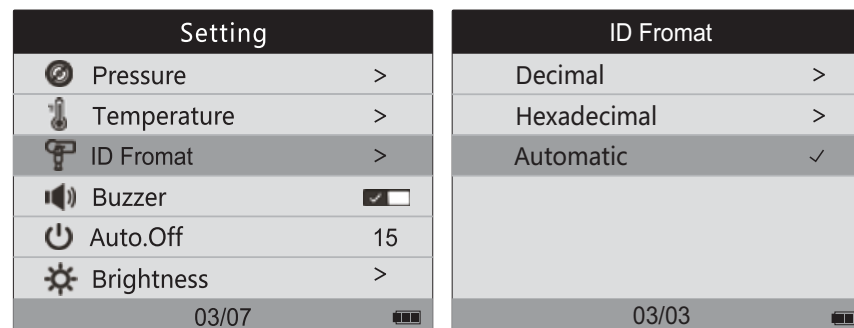 Setting
Pressure >
Temperature >
ID Fromat >
Buzzer
Auto.Off 15
Brightness >
03/07
ID Fromat
Decimal >
Hexadecimal >
Automatic ✓
03/03